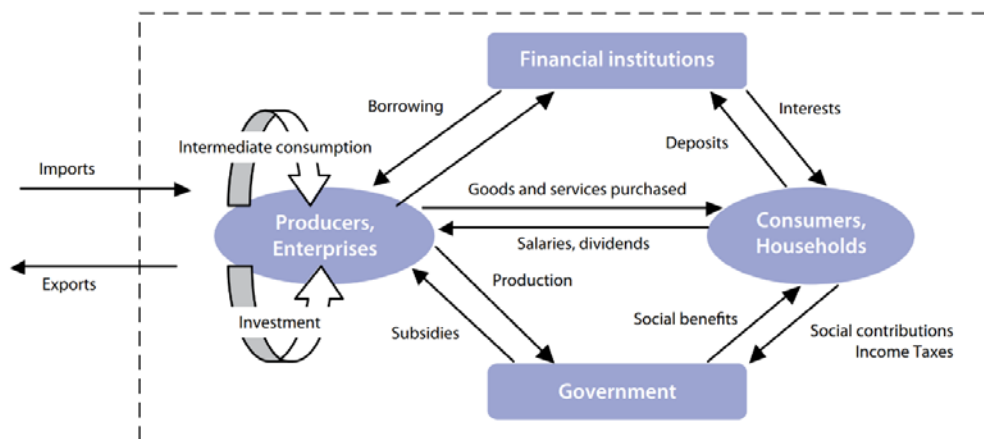 Financial institutions
Borrowing
Interests
Deposits
Intermediate consumption
Imports
Goods and services purchased
Producers,
Enterprises
Consumers,
Households
Salaries, dividends
Exports
Production
Investment
Subsidies
Social benefits
Social contributions
Income Taxes
Government